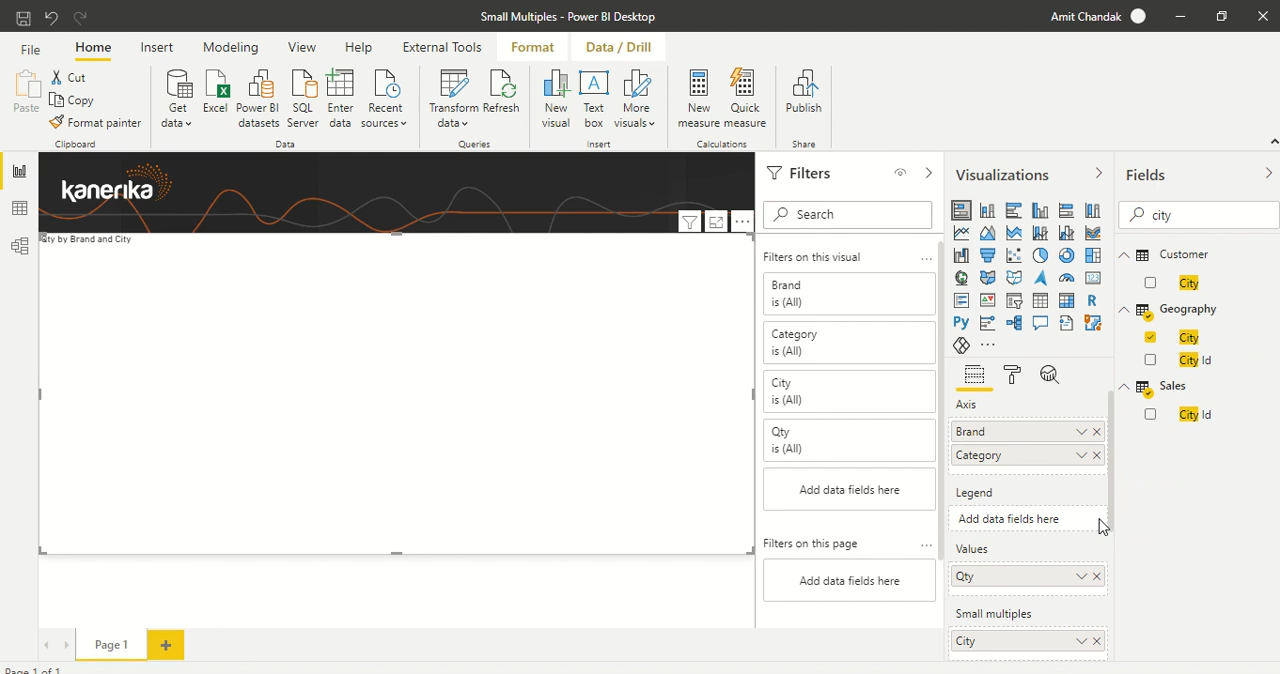 Small Multiples - Power BI Desktop
Amit Chandak
File
Home
Insert
Modeling
View
Help
External Tools
Format
Data / Drill
Paste
Cut
Copy
Format painter
Clipboard
Get data
Excel
Power BI datasets
SQL Server
Enter data
Recent sources
Data
Transform data
Refresh
Queries
New visual
Text box
More visuals
Insert
New measure
Quick measure
Calculations
Publish
Share
kanerika
Qty by Brand and City
Filters
Search
Filters on this visual
Brand
is (All)
Category
is (All)
City
is (All)
Qty
is (All)
Add data fields here
Filters on this page
Add data fields here
Visualizations
123
R
Py
Axis
Brand
Category
Legend
Add data fields here
Values
Qty
Small multiples
City
Fields
city
Customer
City
Geography
City
City Id
Sales
City Id
Page 1
Page 1 of 1